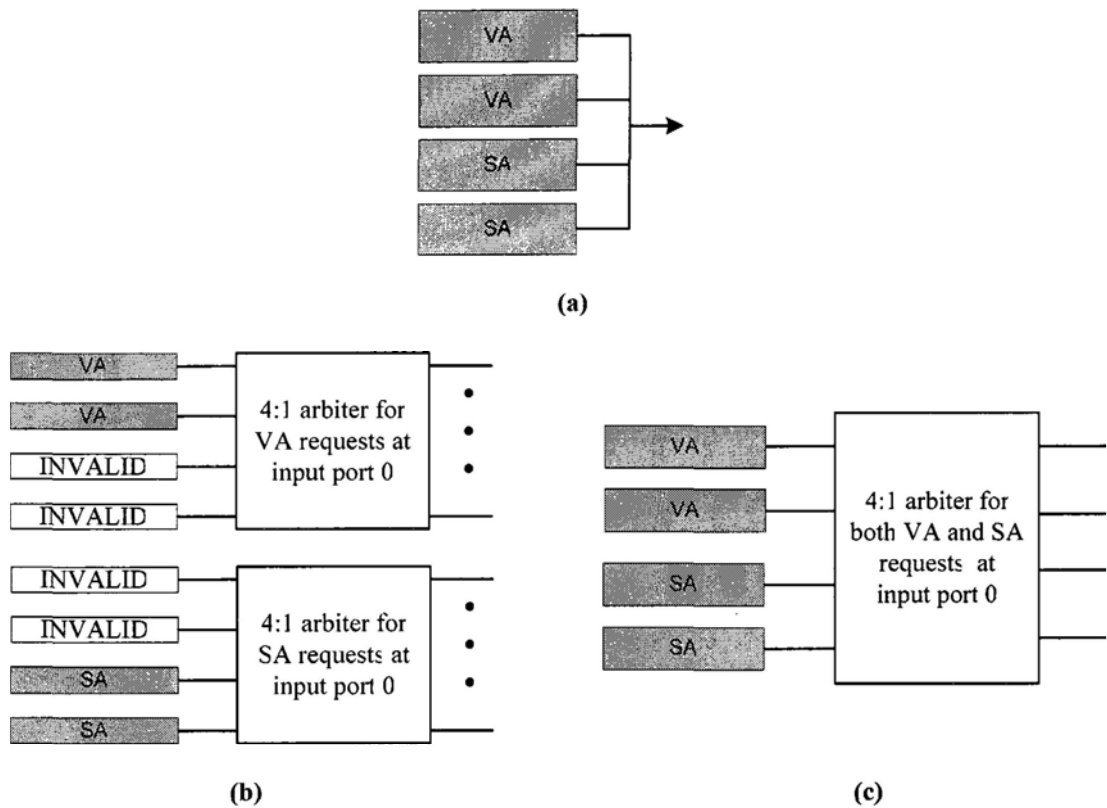 VA
VA
SA
SA
(a)
VA
VA
INVALID
INVALID
4:1 arbiter for
VA requests at
input port 0
INVALID
INVALID
SA
SA
4:1 arbiter for
SA requests at
input port 0
(b)
VA
VA
SA
SA
4:1 arbiter for
both VA and SA
requests at
input port 0
(c)